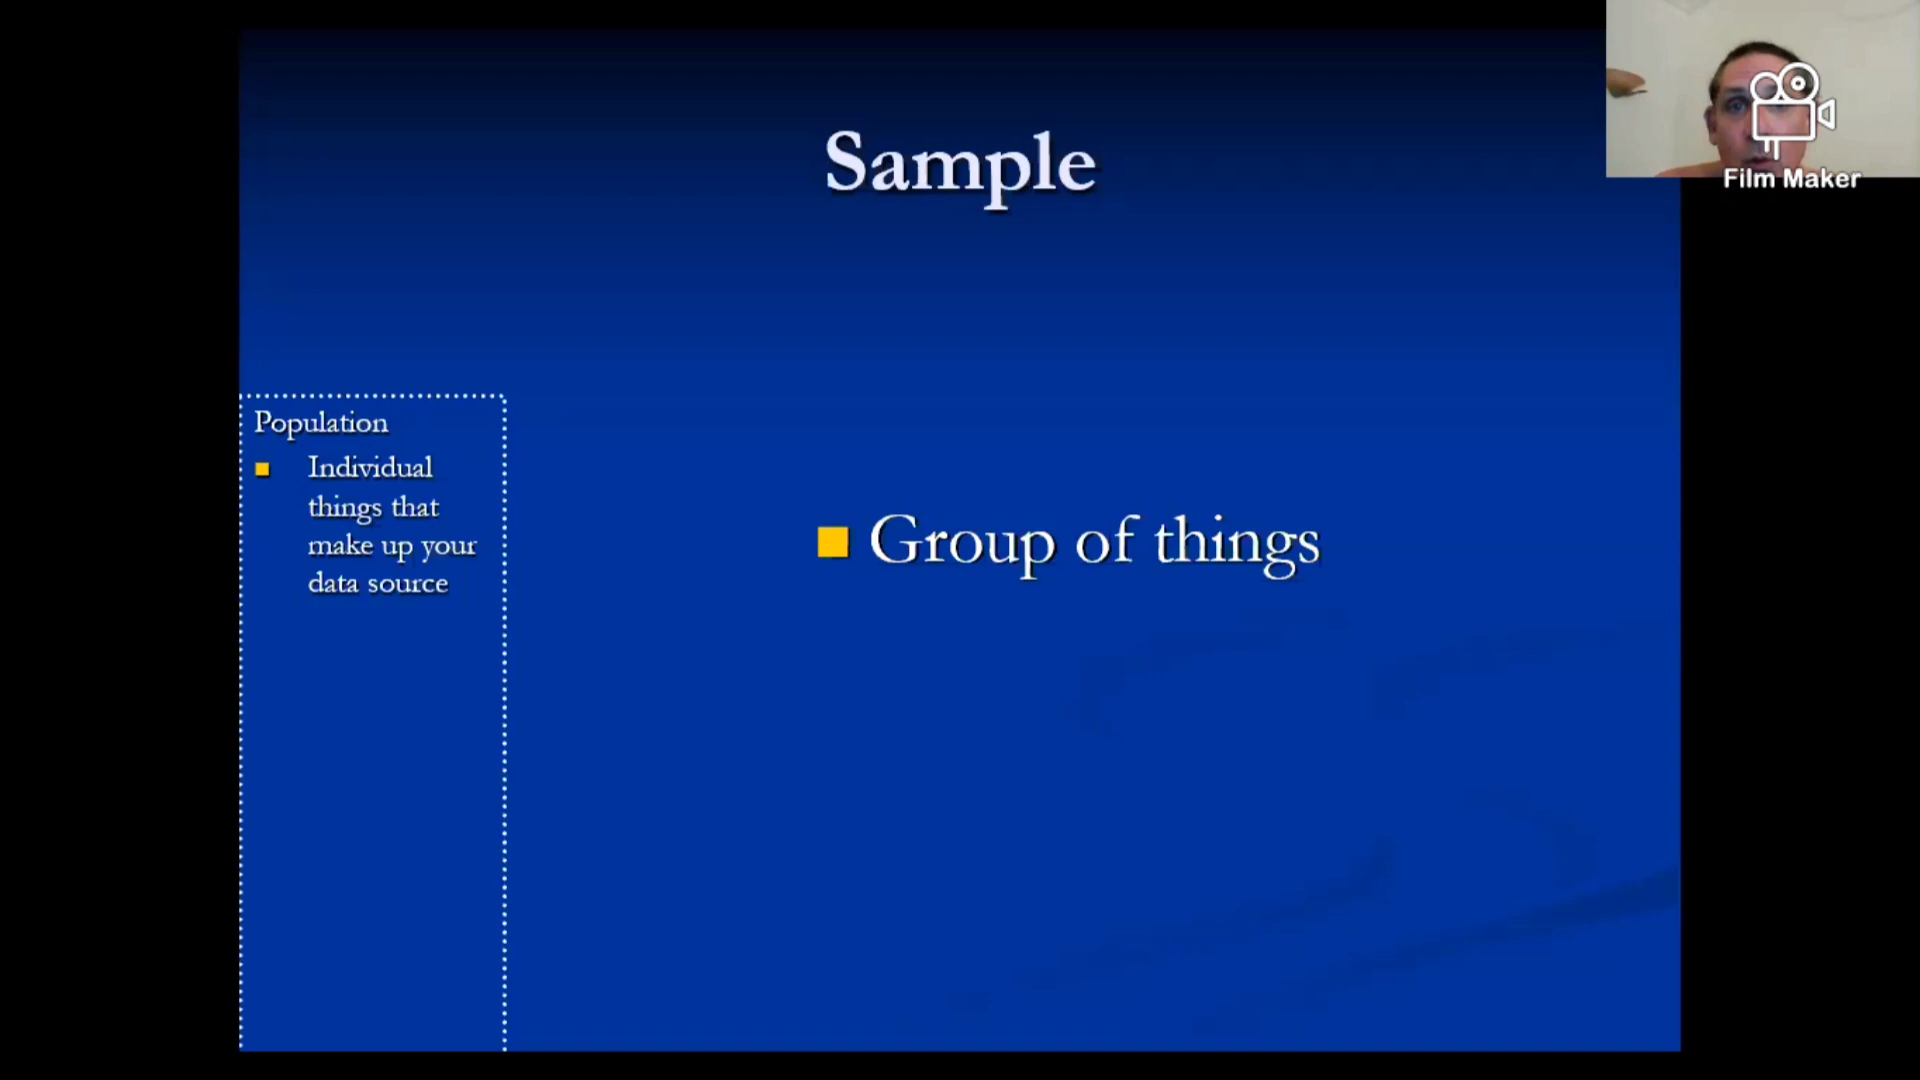 Sample
Film Maker
Population
Individual
things that
make up your
data source
Group of things